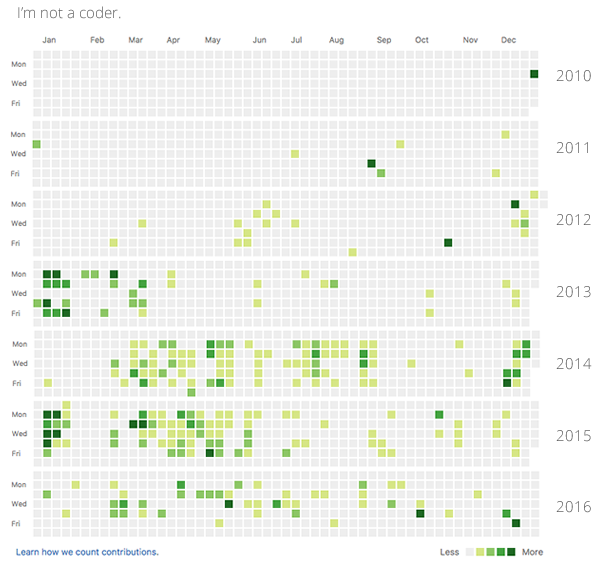 I'm not a coder.
Jan Feb Mar Apr May Jun Jul Aug Sep Oct Nov Dec
Mon
Wed
Fri
2010
Mon
Wed
Fri
2011
Mon
Wed
Fri
2012
Mon
Wed
Fri
2013
Mon
Wed
Fri
2014
Mon
Wed
Fri
2015
Mon
Wed
Fri
2016
Learn how we count contributions. Less More